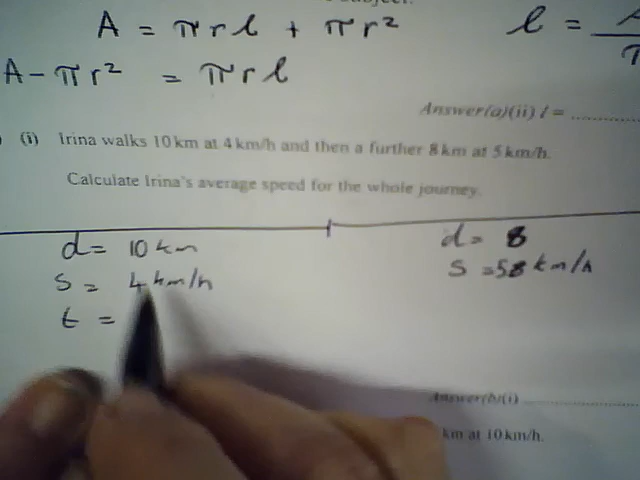 A = πrl + πr²
l =
A - πr² = πrl
Answer(a)(ii) l = ............
(i) Irina walks 10 km at 4 km/h and then a further 8 km at 5 km/h.
Calculate Irina's average speed for the whole journey.
d = 10 km
d = 8
s = 4 km/h
s = 58 km/h
t =
Answer(b)(i) ............
km at 10 km/h.